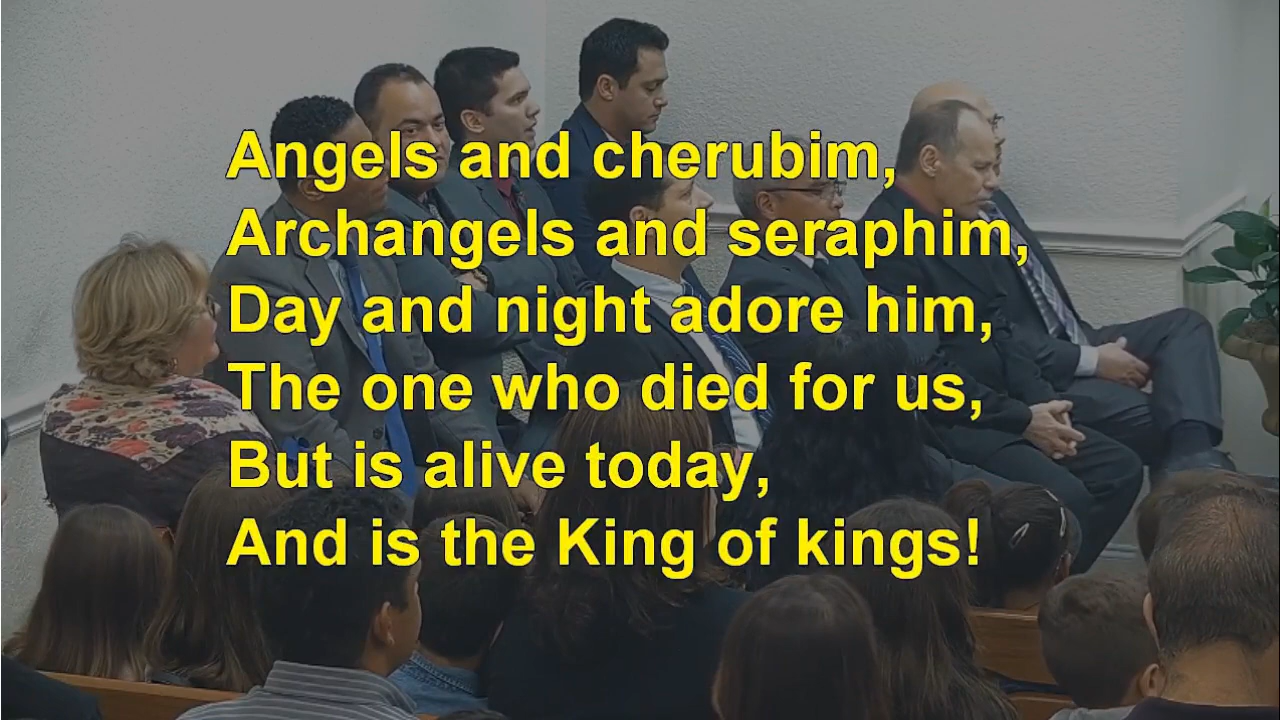 Angels and cherubim,
Archangels and seraphim,
Day and night adore him,
The one who died for us,
But is alive today,
And is the King of kings!